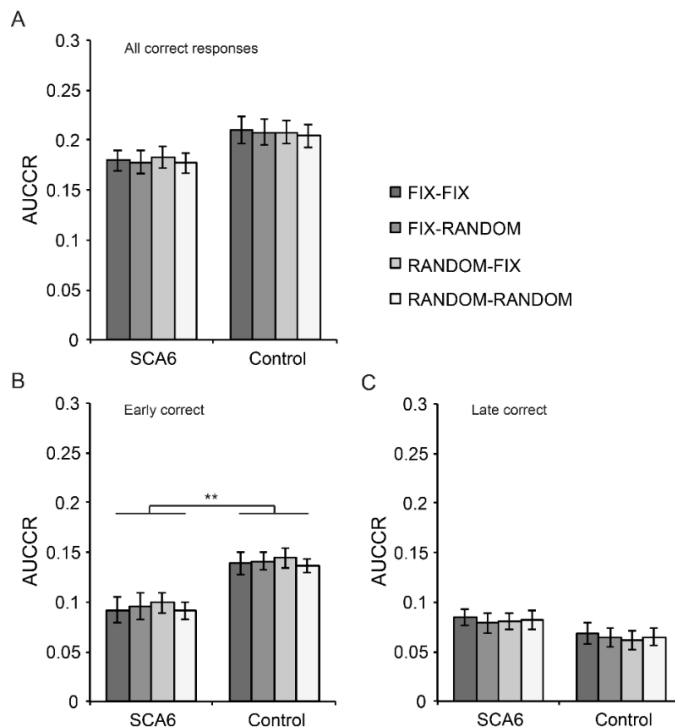 A
All correct responses
0.3
0.25
0.2
0.15
0.1
0.05
0
AUCCR
SCA6 Control
FIX-FIX
FIX-RANDOM
RANDOM-FIX
RANDOM-RANDOM
B
Early correct
0.3
0.25
0.2
0.15
0.1
0.05
0
AUCCR
**
SCA6 Control
C
Late correct
0.3
0.25
0.2
0.15
0.1
0.05
0
AUCCR
SCA6 Control